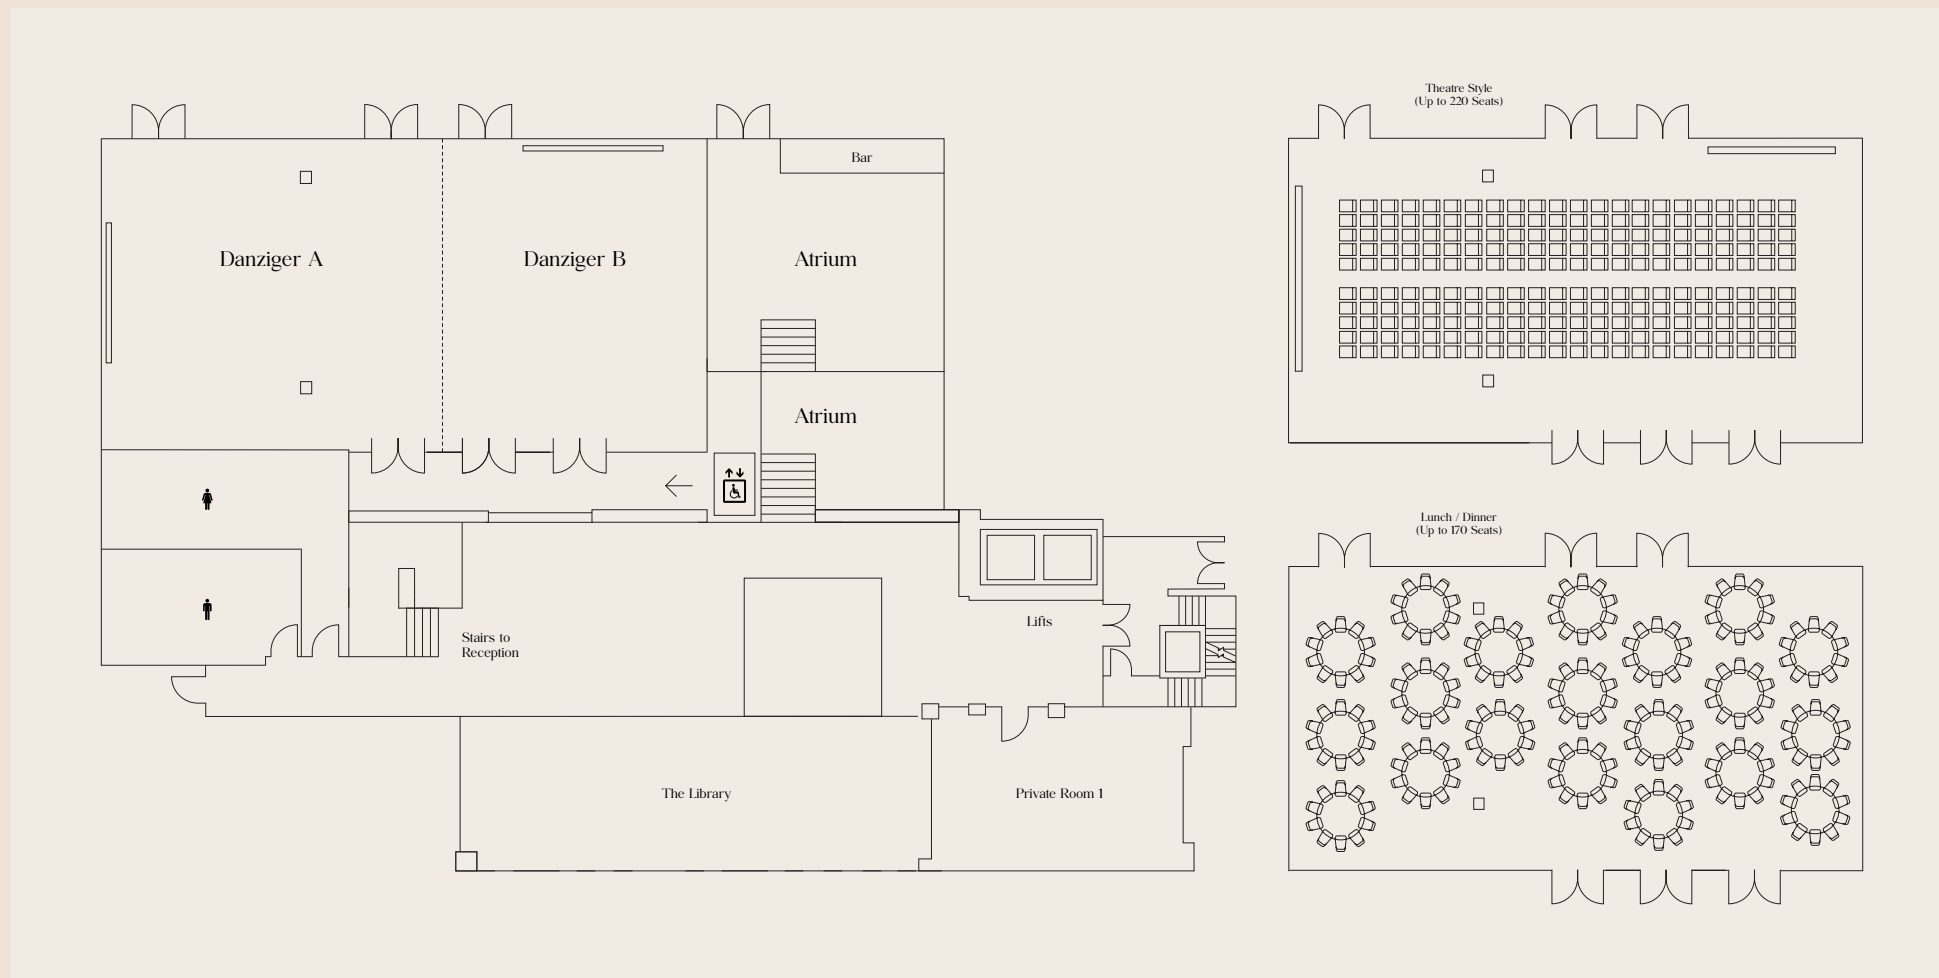 Theatre Style
(Up to 220 Seats)
Bar
Danziger A
Danziger B
Atrium
Atrium
Lunch / Dinner
(Up to 170 Seats)
Lifts
Stairs to
Reception
The Library
Private Room 1